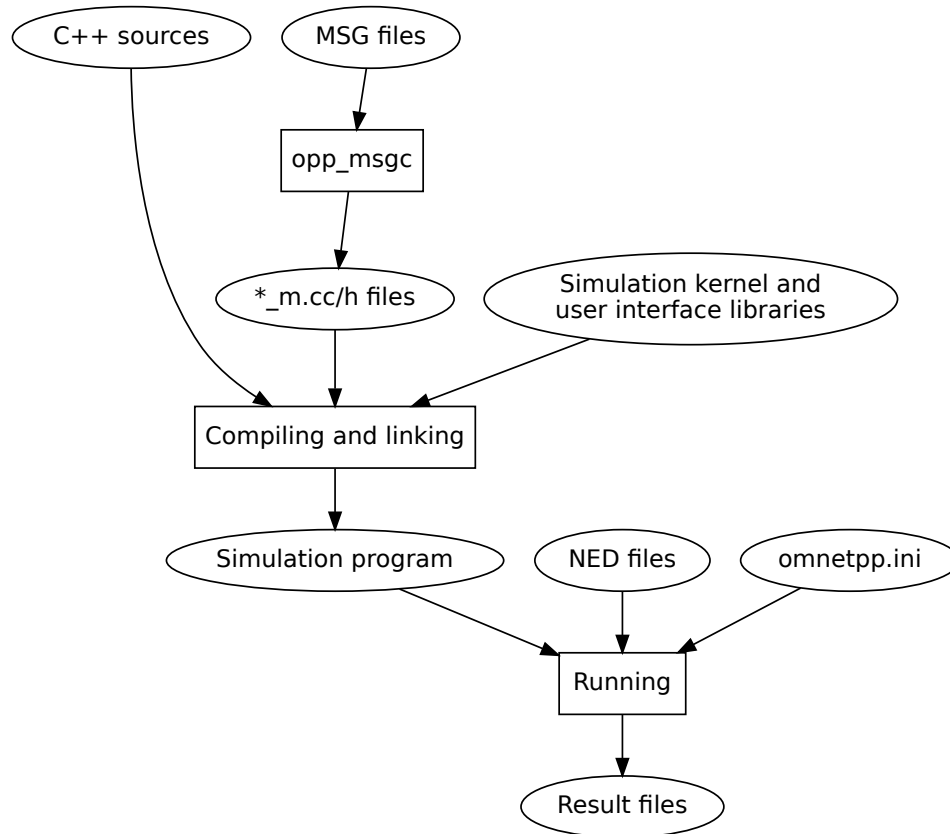 C++ sources
MSG files
opp_msgc
*_m.cc/h files
Simulation kernel and
user interface libraries
Compiling and linking
Simulation program
NED files
omnetpp.ini
Running
Result files